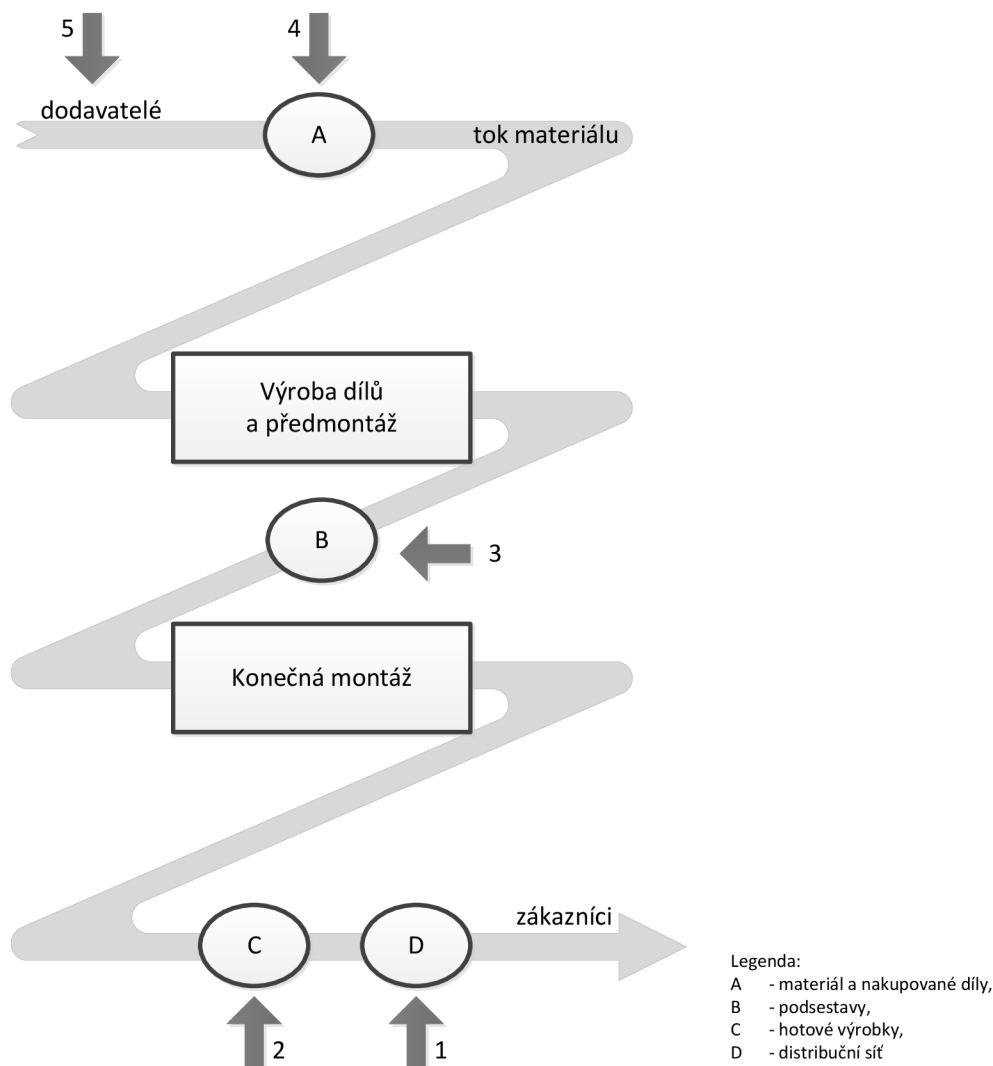 5
4
dodavatelé
A
tok materiálu
Výroba dílů
a předmontáž
B
3
Konečná montáž
zákazníci
C
D
2
1
Legenda:
A - materiál a nakupované díly,
B - podsestavy,
C - hotové výrobky,
D - distribuční síť